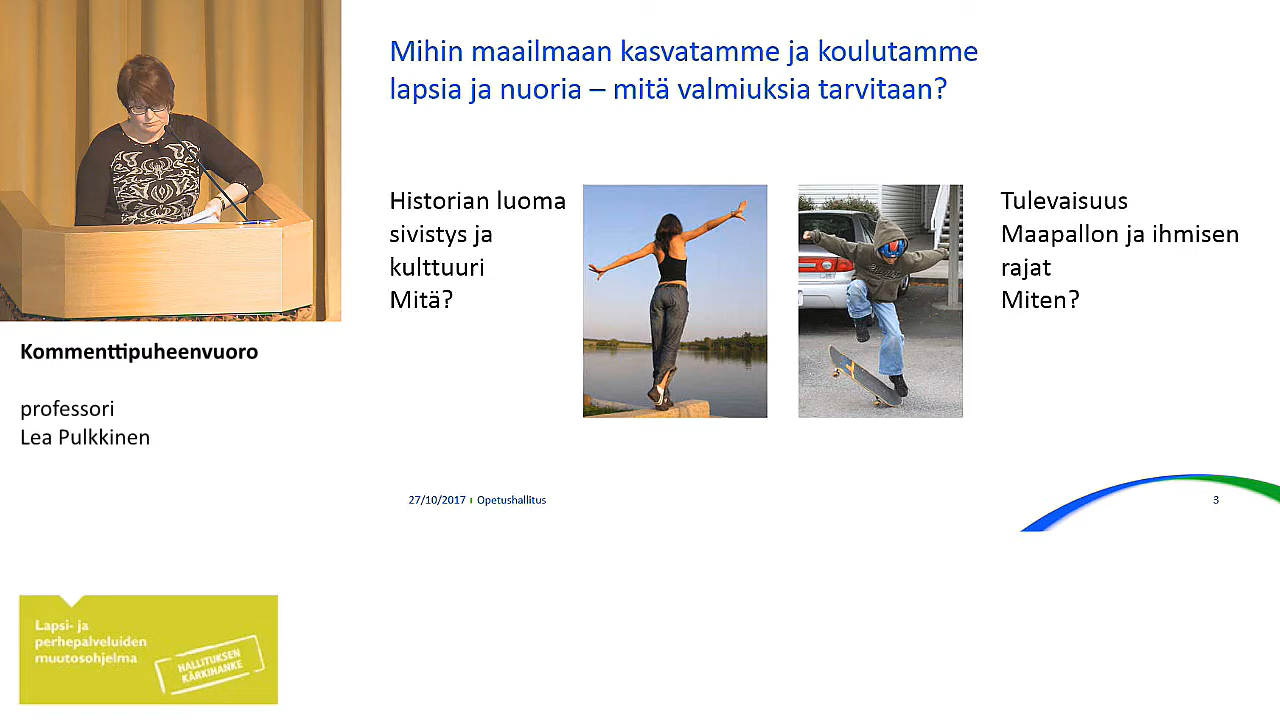 Mihin maailmaan kasvatamme ja koulutamme
lapsia ja nuoria – mitä valmiuksia tarvitaan?
Historian luoma
sivistys ja
kulttuuri
Mitä?
Tulevaisuus
Maapallon ja ihmisen
rajat
Miten?
Kommenttipuheenvuoro
professori
Lea Pulkkinen
27/10/2017 ı Opetushallitus
3
Lapsi- ja
perhepalveluiden
muutosohjelma
HALLITUKSEN
KÄRKIHANKE